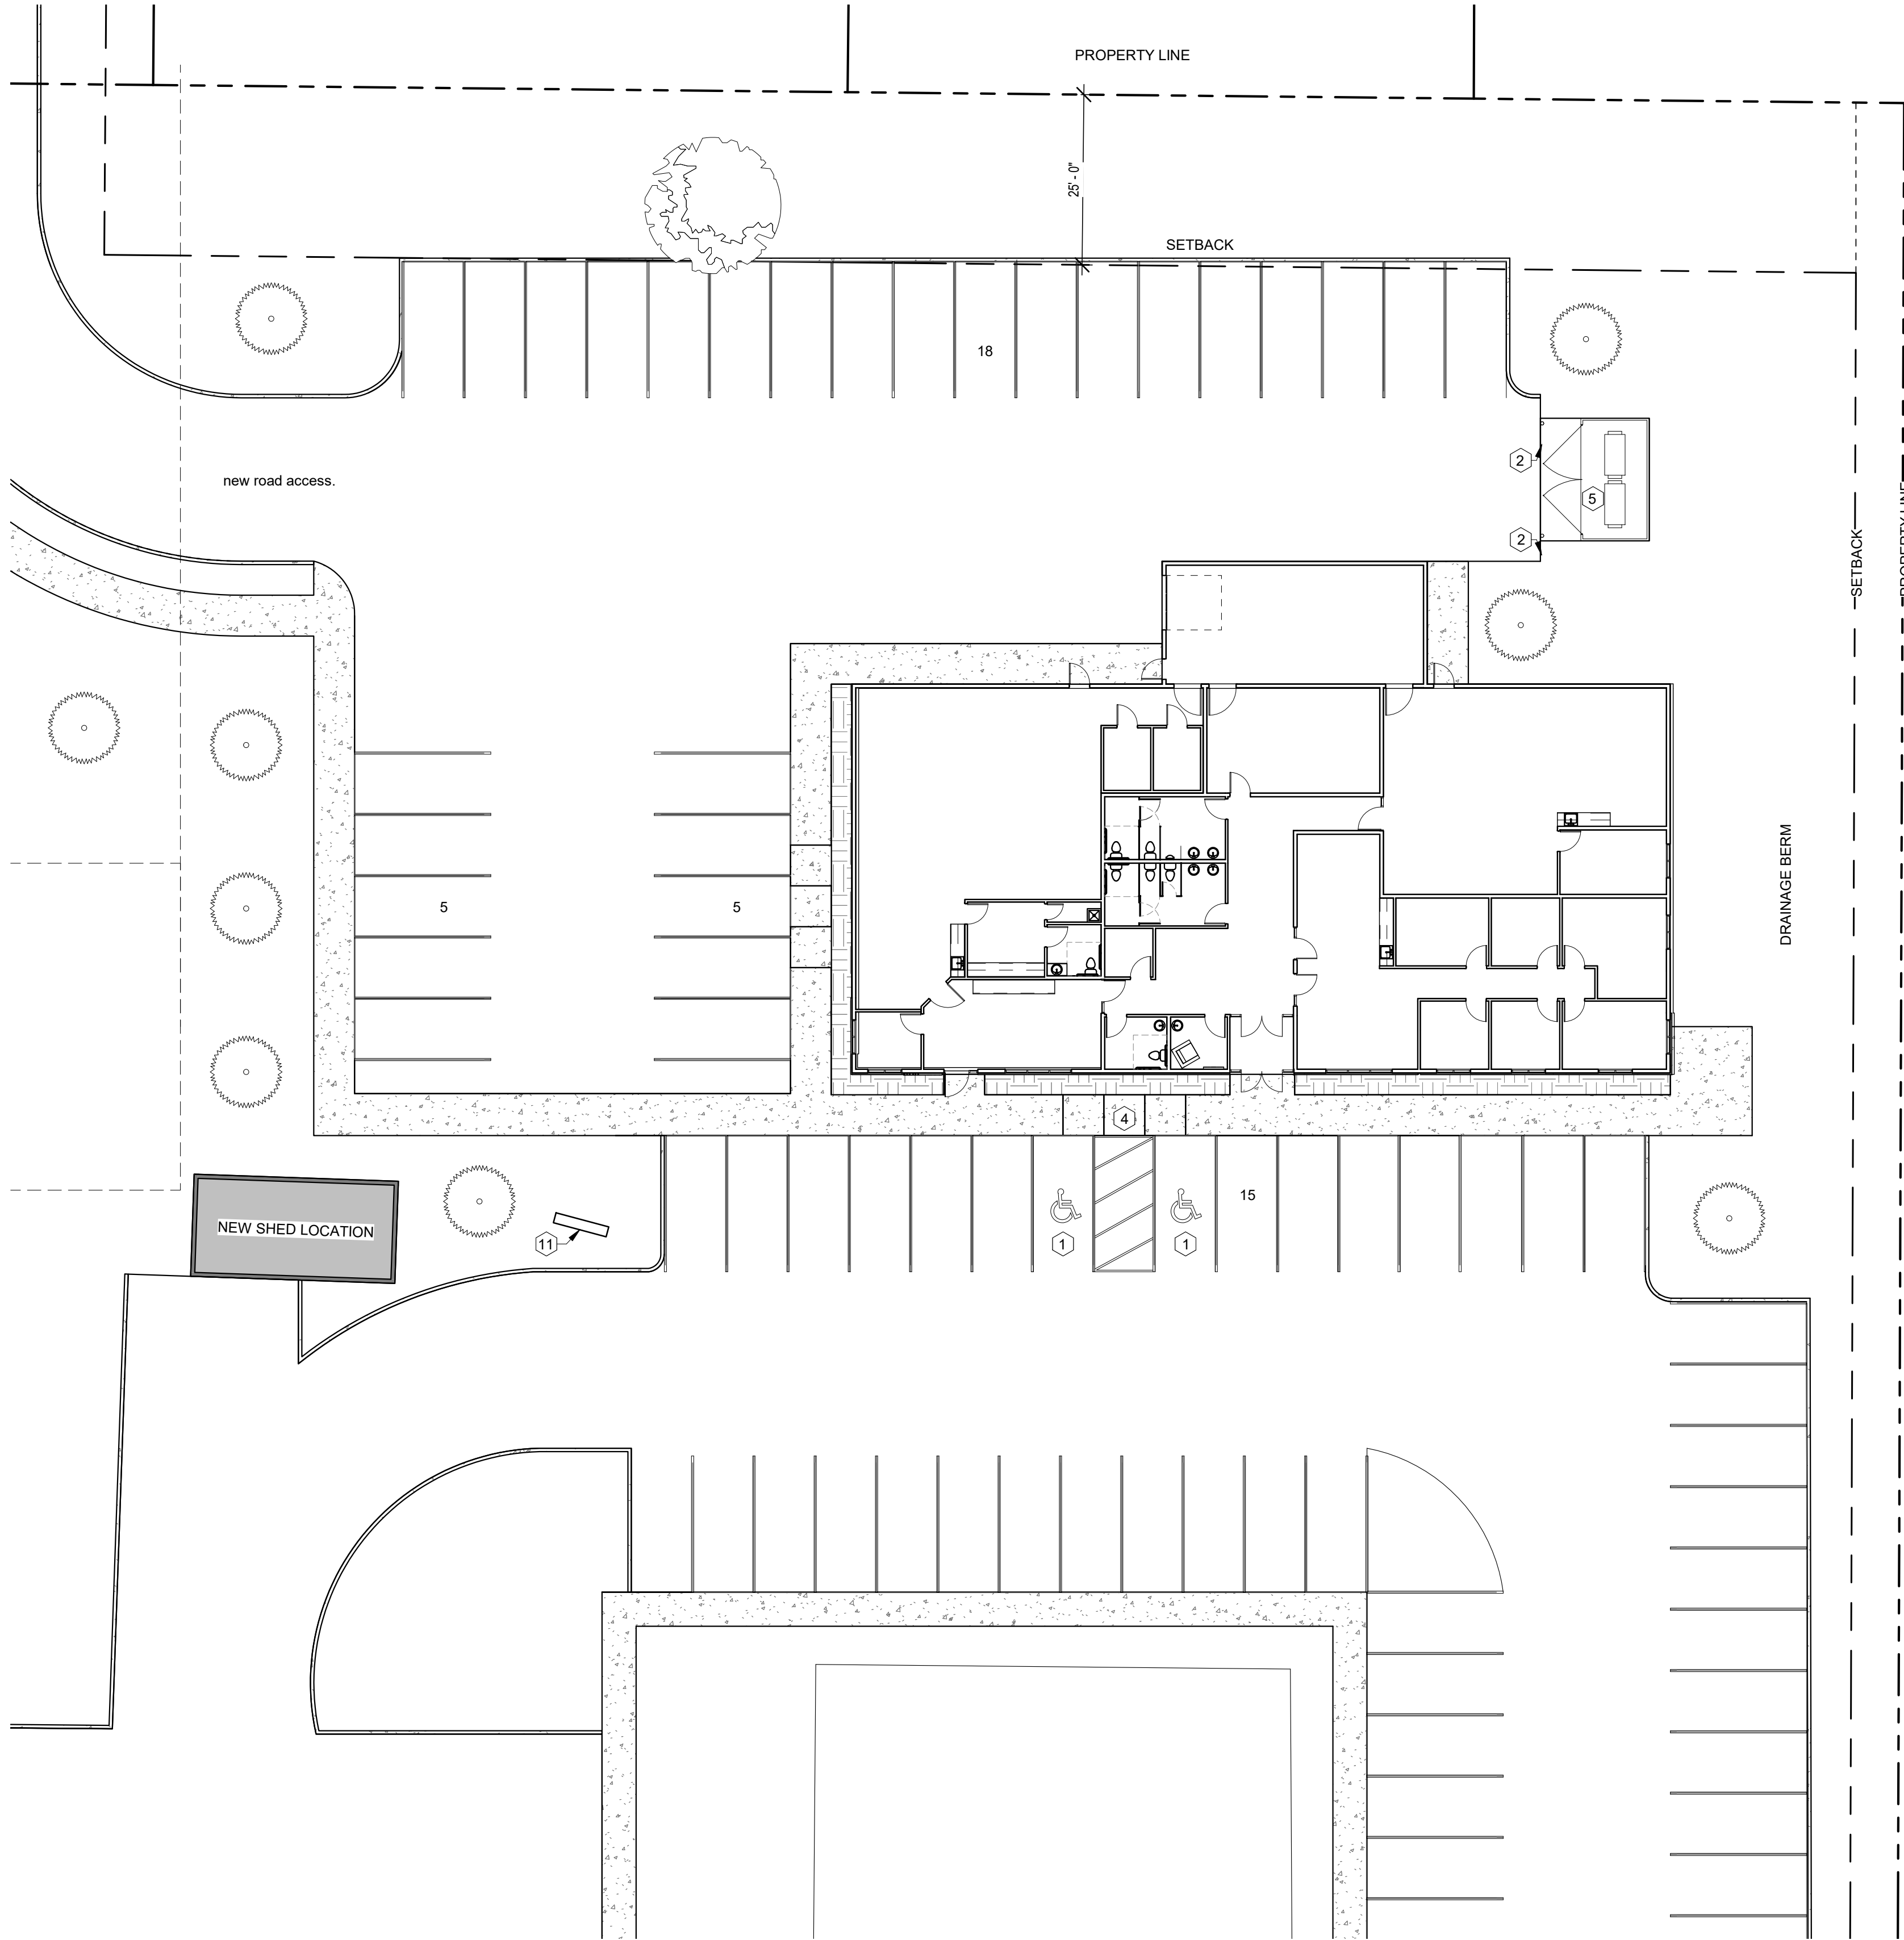 PROPERTY LINE
25' - 0"
SETBACK
18
new road access.
2
5
2
SETBACK
PROPERTY LINE
5
5
DRAINAGE BERM
4
15
NEW SHED LOCATION
11
1
1